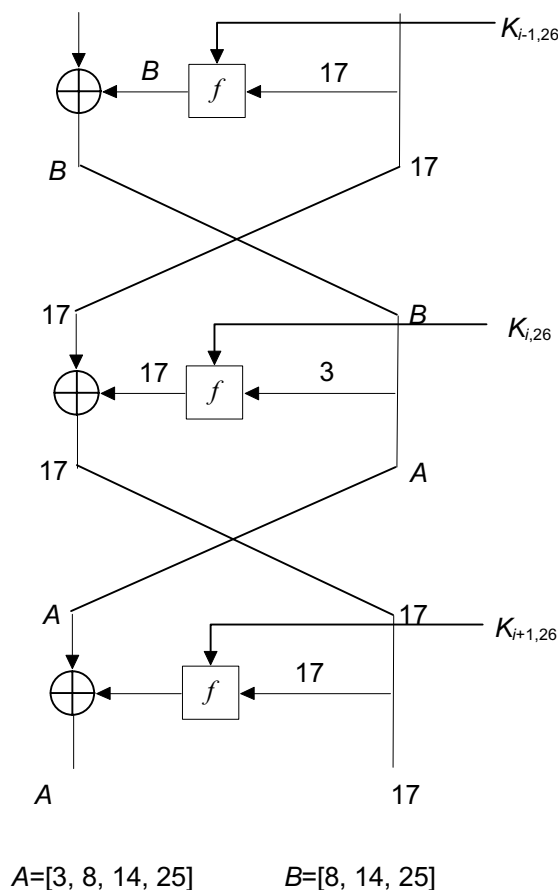 K_{i-1,26}
B f 17
B 17
17 B
K_{i,26}
17 f 3
17 A
A 17
K_{i+1,26}
f 17
A 17
A=[3, 8, 14, 25] B=[8, 14, 25]